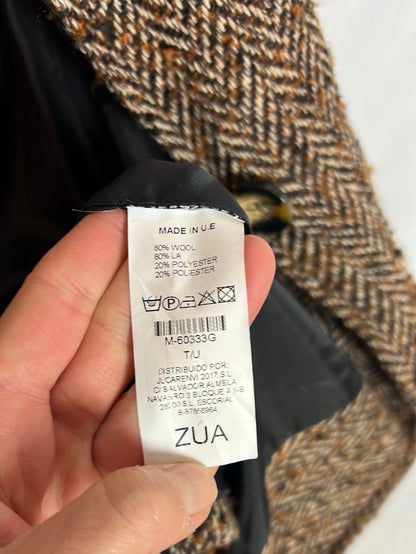 MADE IN U.E
80% WOOL
80% LA
20% POLYESTER
20% POLIESTER
M-60333G
T/U
DISTRIBUIDO POR:
JUCARENVI 2017 S.L
C/ SALVADOR ALMELA
NAVARRO S BLOQUE 4 1-B
28200 S.L, ESCORIAL
B-87868964
ZUA